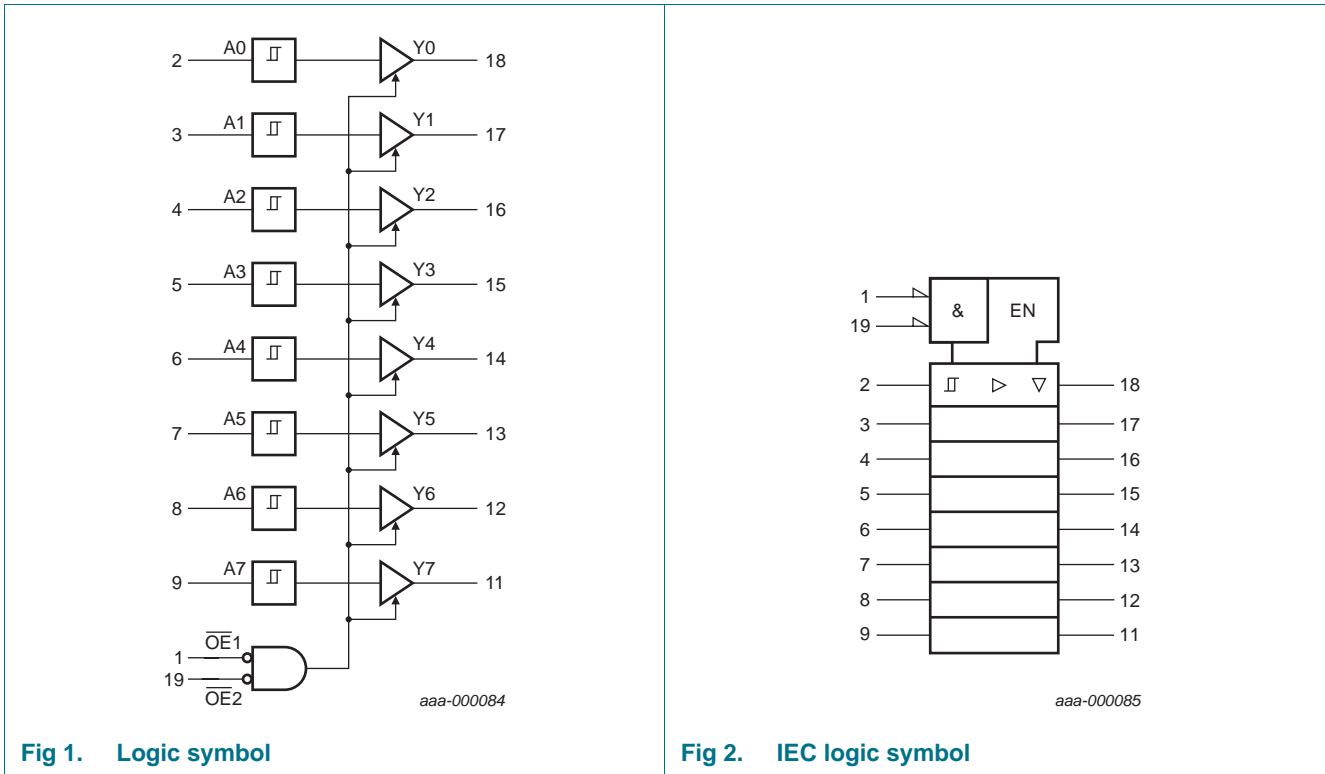 2 A0 Y0 18
3 A1 Y1 17
4 A2 Y2 16
5 A3 Y3 15
6 A4 Y4 14
7 A5 Y5 13
8 A6 Y6 12
9 A7 Y7 11
1 O̅E̅1
19 O̅E̅2
aaa-000084
Fig 1. Logic symbol
1 & EN
19
2 18
3 17
4 16
5 15
6 14
7 13
8 12
9 11
aaa-000085
Fig 2. IEC logic symbol